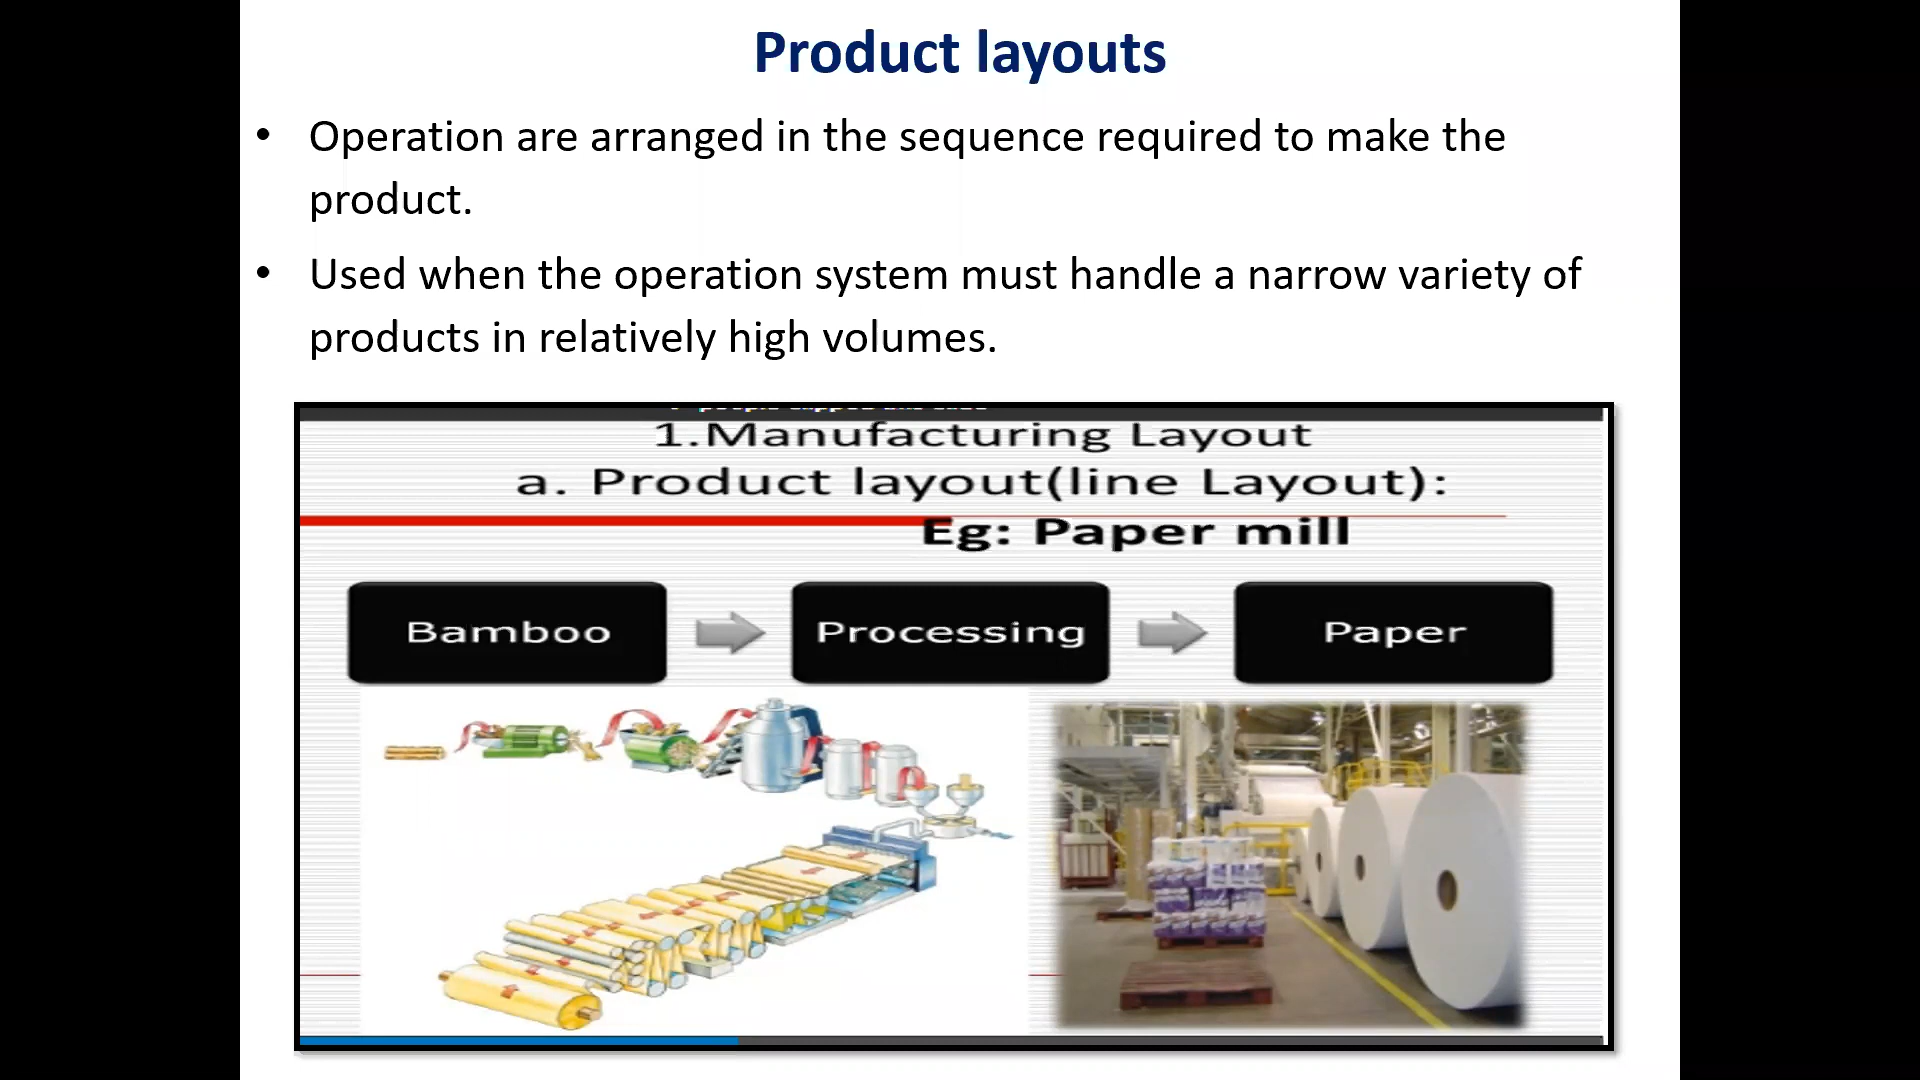 Product layouts
• Operation are arranged in the sequence required to make the
product.
• Used when the operation system must handle a narrow variety of
products in relatively high volumes.
1.Manufacturing Layout
a. Product layout(line Layout):
Eg: Paper mill
Bamboo
Processing
Paper